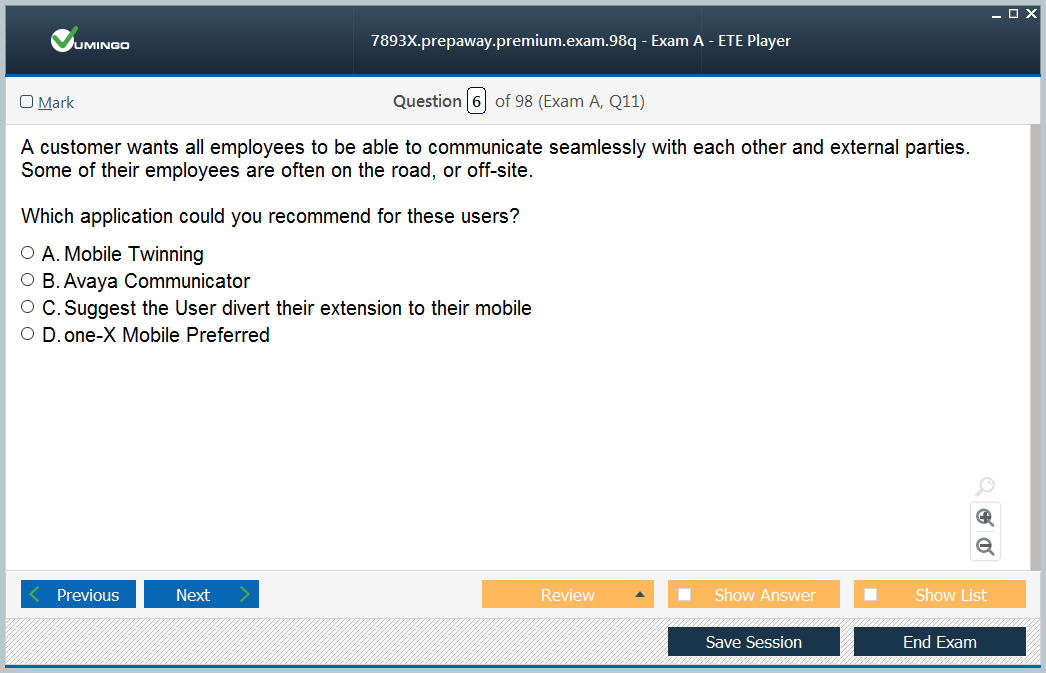 VUMINGO
7893X.prepaway.premium.exam.98q - Exam A - ETE Player
Mark
Question 6 of 98 (Exam A, Q11)
A customer wants all employees to be able to communicate seamlessly with each other and external parties.
Some of their employees are often on the road, or off-site.
Which application could you recommend for these users?
A. Mobile Twinning
B. Avaya Communicator
C. Suggest the User divert their extension to their mobile
D. one-X Mobile Preferred
Previous
Next
Review
Show Answer
Show List
Save Session
End Exam